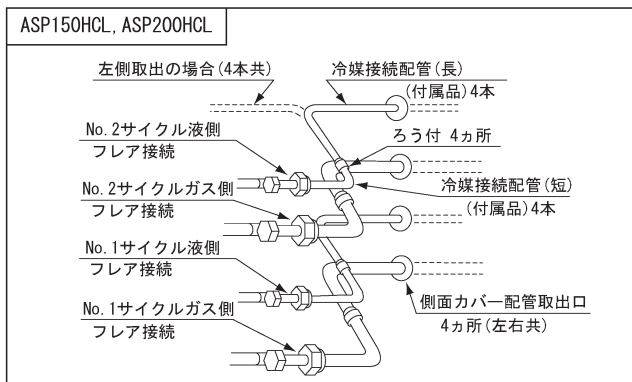 ASP150HCL, ASP200HCL
左側取出の場合(4本共)
冷媒接続配管(長)
(付属品)4本
No.2サイクル液側
フレア接続
ろう付 4ヵ所
No.2サイクルガス側
フレア接続
冷媒接続配管(短)
(付属品)4本
No.1サイクル液側
フレア接続
側面カバー配管取出口
4ヵ所(左右共)
No.1サイクルガス側
フレア接続